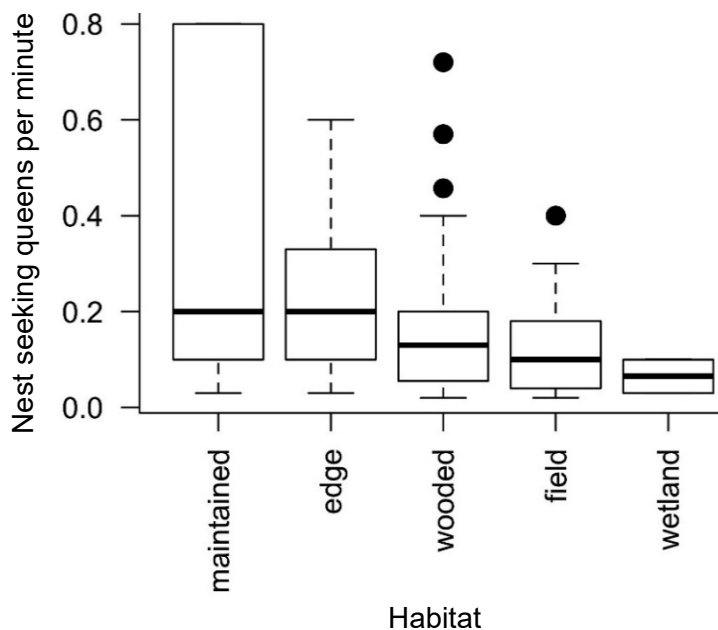 Nest seeking queens per minute
0.8
0.6
0.4
0.2
0.0
maintained
edge
wooded
field
wetland
Habitat